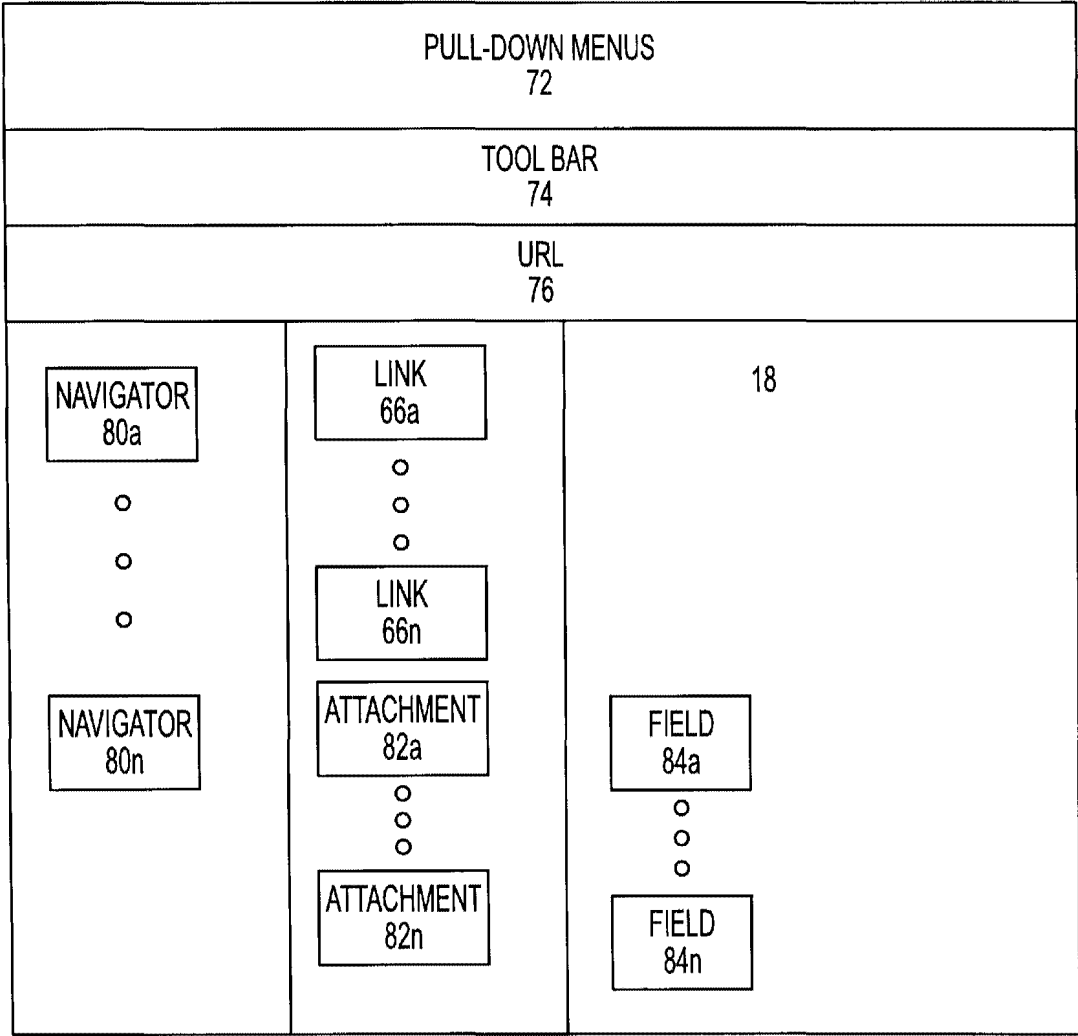 PULL-DOWN MENUS
72
TOOL BAR
74
URL
76
NAVIGATOR
80a
NAVIGATOR
80n
LINK
66a
LINK
66n
ATTACHMENT
82a
ATTACHMENT
82n
18
FIELD
84a
FIELD
84n